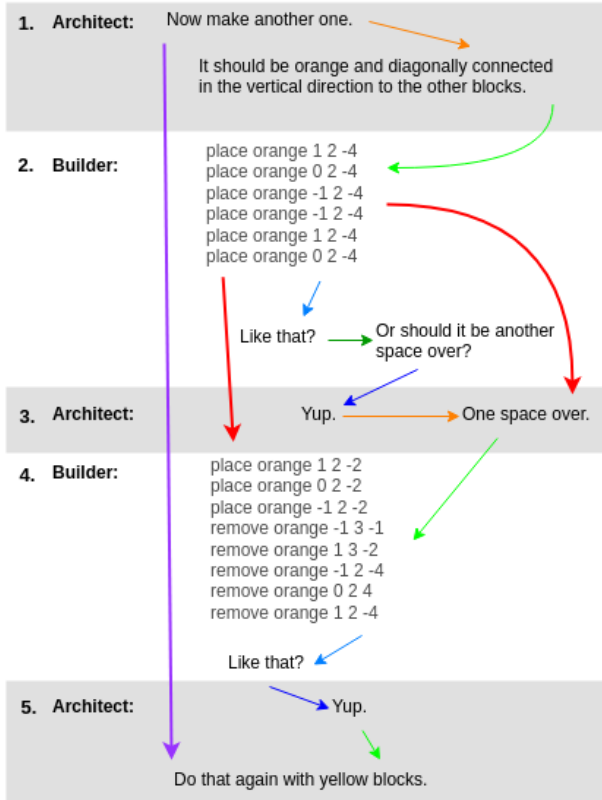 1. Architect: Now make another one.
It should be orange and diagonally connected
in the vertical direction to the other blocks.
2. Builder:
place orange 1 2 -4
place orange 0 2 -4
place orange -1 2 -4
place orange -1 2 -4
place orange 1 2 -4
place orange 0 2 -4
Like that?
Or should it be another
space over?
3. Architect: Yup. One space over.
4. Builder:
place orange 1 2 -2
place orange 0 2 -2
place orange -1 2 -2
remove orange -1 3 -1
remove orange 1 3 -2
remove orange -1 2 -4
remove orange 0 2 4
remove orange 1 2 -4
Like that?
5. Architect: Yup.
Do that again with yellow blocks.